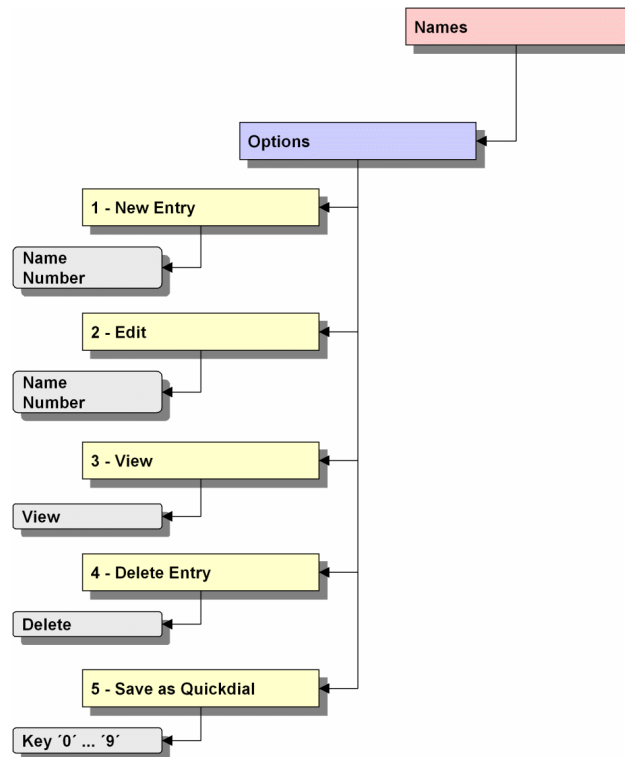 Names
Options
1 - New Entry
Name
Number
2 - Edit
Name
Number
3 - View
View
4 - Delete Entry
Delete
5 - Save as Quickdial
Key ´0´ ... ´9´